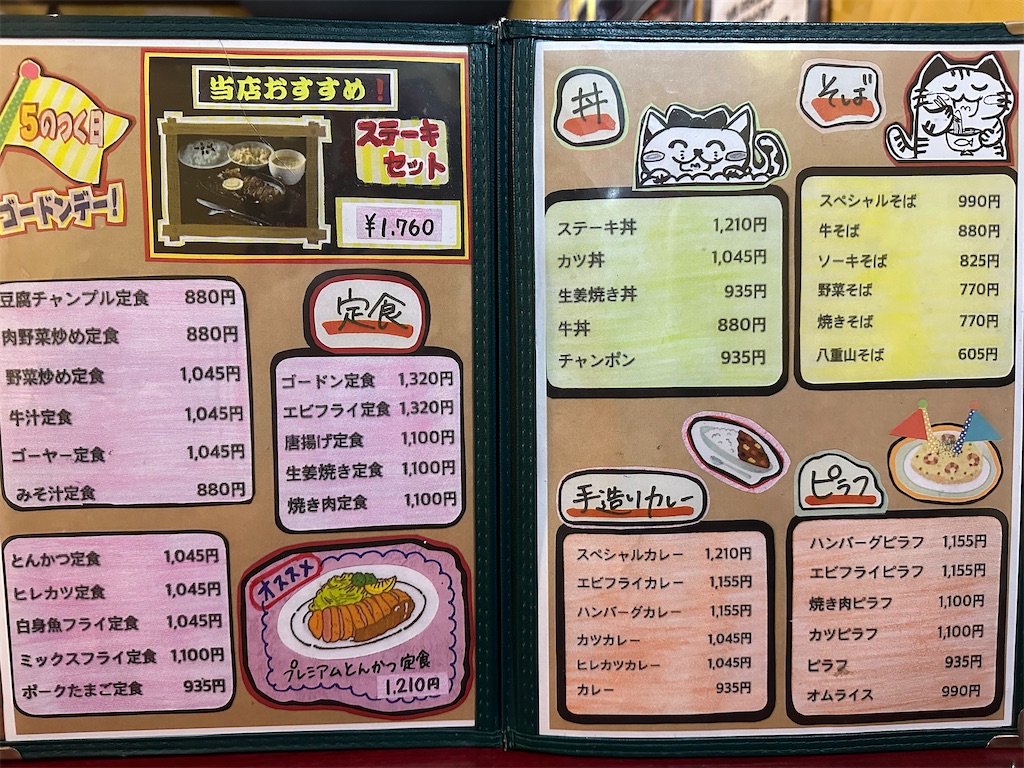 5のつく日
ゴードンデー!
当店おすすめ!
ステーキ
セット
¥1,760
豆腐チャンプル定食 880円
肉野菜炒め定食 880円
野菜炒め定食 1,045円
牛汁定食 1,045円
ゴーヤー定食 1,045円
みそ汁定食 880円
定食
ゴードン定食 1,320円
エビフライ定食 1,320円
唐揚げ定食 1,100円
生姜焼き定食 1,100円
焼き肉定食 1,100円
とんかつ定食 1,045円
ヒレカツ定食 1,045円
白身魚フライ定食 1,045円
ミックスフライ定食 1,100円
ポークたまご定食 935円
オススメ
プレミアムとんかつ定食
1,210円
丼
ステーキ丼 1,210円
カツ丼 1,045円
生姜焼き丼 935円
牛丼 880円
チャンポン 935円
そば
スペシャルそば 990円
牛そば 880円
ソーキそば 825円
野菜そば 770円
焼きそば 770円
八重山そば 605円
手造りカレー
スペシャルカレー 1,210円
エビフライカレー 1,155円
ハンバーグカレー 1,155円
カツカレー 1,045円
ヒレカツカレー 1,045円
カレー 935円
ピラフ
ハンバーグピラフ 1,155円
エビフライピラフ 1,155円
焼き肉ピラフ 1,100円
カツピラフ 1,100円
ピラフ 935円
オムライス 990円